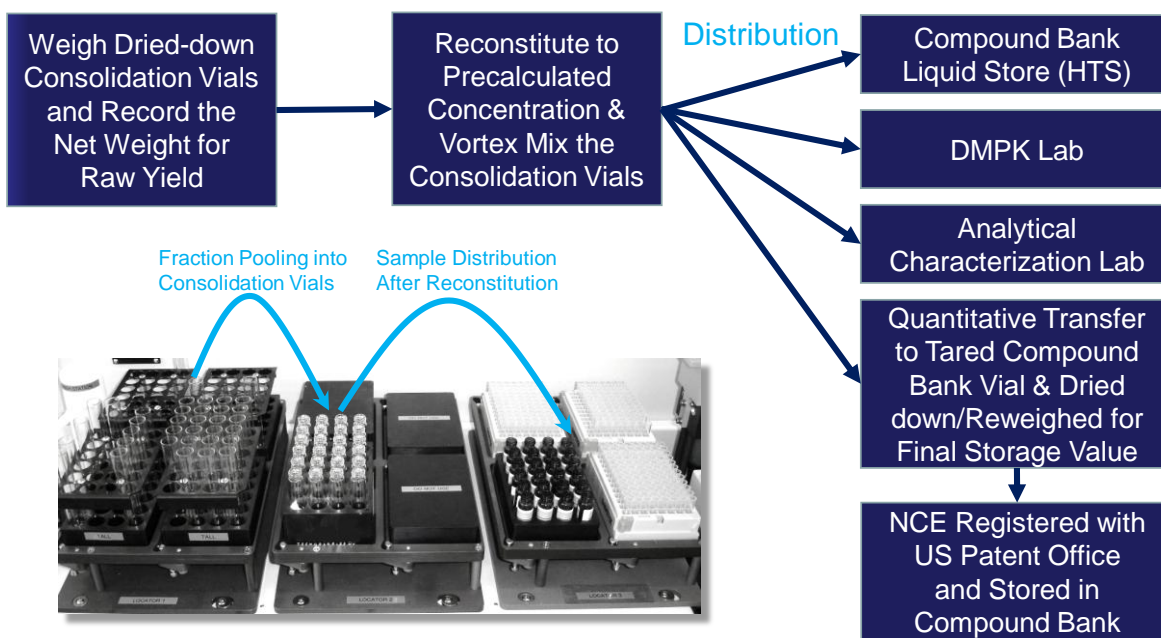 Weigh Dried-down
Consolidation Vials
and Record the
Net Weight for
Raw Yield
Reconstitute to
Precalculated
Concentration &
Vortex Mix the
Consolidation Vials
Distribution
Compound Bank
Liquid Store (HTS)
DMPK Lab
Analytical
Characterization Lab
Quantitative Transfer
to Tared Compound
Bank Vial & Dried
down/Reweighed for
Final Storage Value
NCE Registered with
US Patent Office
and Stored in
Compound Bank
Fraction Pooling into
Consolidation Vials
Sample Distribution
After Reconstitution
TALL
TALL
LOCATOR 1
LOCATOR 2
LOCATOR 3